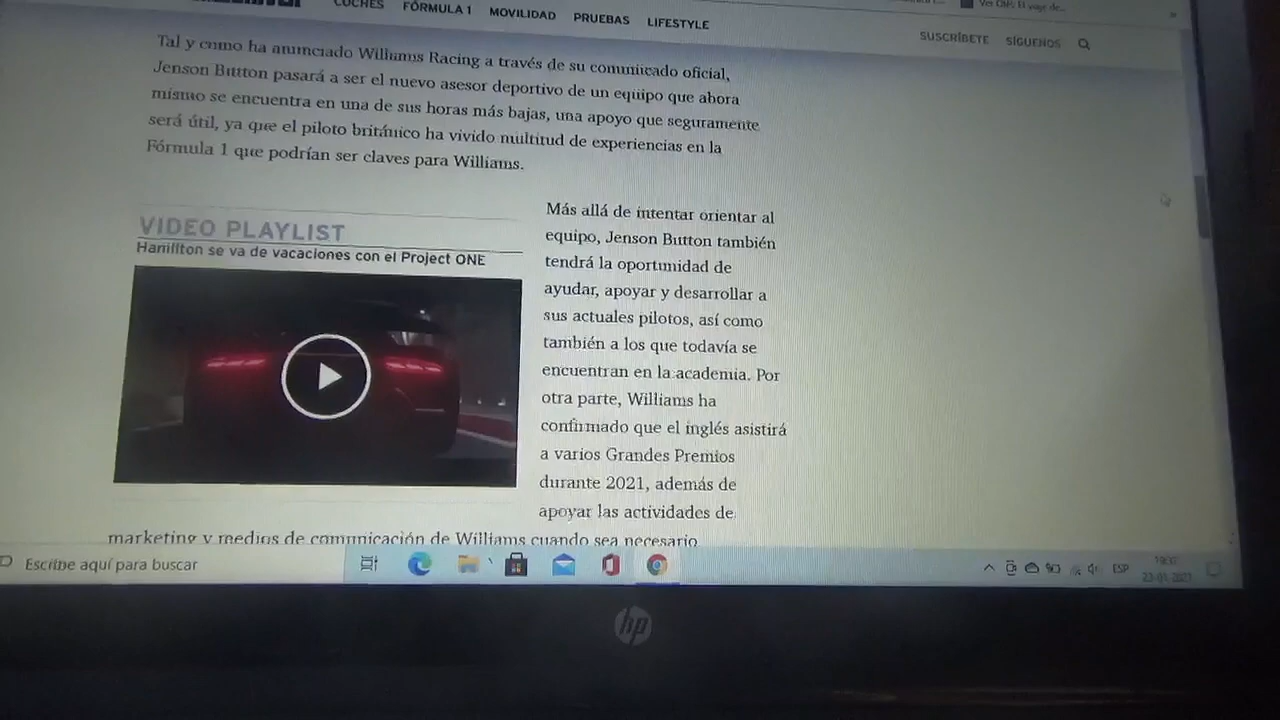 COCHES FÓRMULA 1 MOVILIDAD PRUEBAS LIFESTYLE
SUSCRÍBETE SÍGUENOS
Tal y como ha anunciado Williams Racing a través de su comunicado oficial,
Jenson Button pasará a ser el nuevo asesor deportivo de un equipo que ahora
mismo se encuentra en una de sus horas más bajas, una apoyo que seguramente
será útil, ya que el piloto británico ha vivido multitud de experiencias en la
Fórmula 1 que podrían ser claves para Williams.
VIDEO PLAYLIST
Hamilton se va de vacaciones con el Project ONE
Más allá de intentar orientar al
equipo, Jenson Button también
tendrá la oportunidad de
ayudar, apoyar y desarrollar a
sus actuales pilotos, así como
también a los que todavía se
encuentran en la academia. Por
otra parte, Williams ha
confirmado que el inglés asistirá
a varios Grandes Premios
durante 2021, además de
apoyar las actividades de
marketing y medios de comunicación de Williams cuando sea necesario
Escribe aquí para buscar
ESP
hp